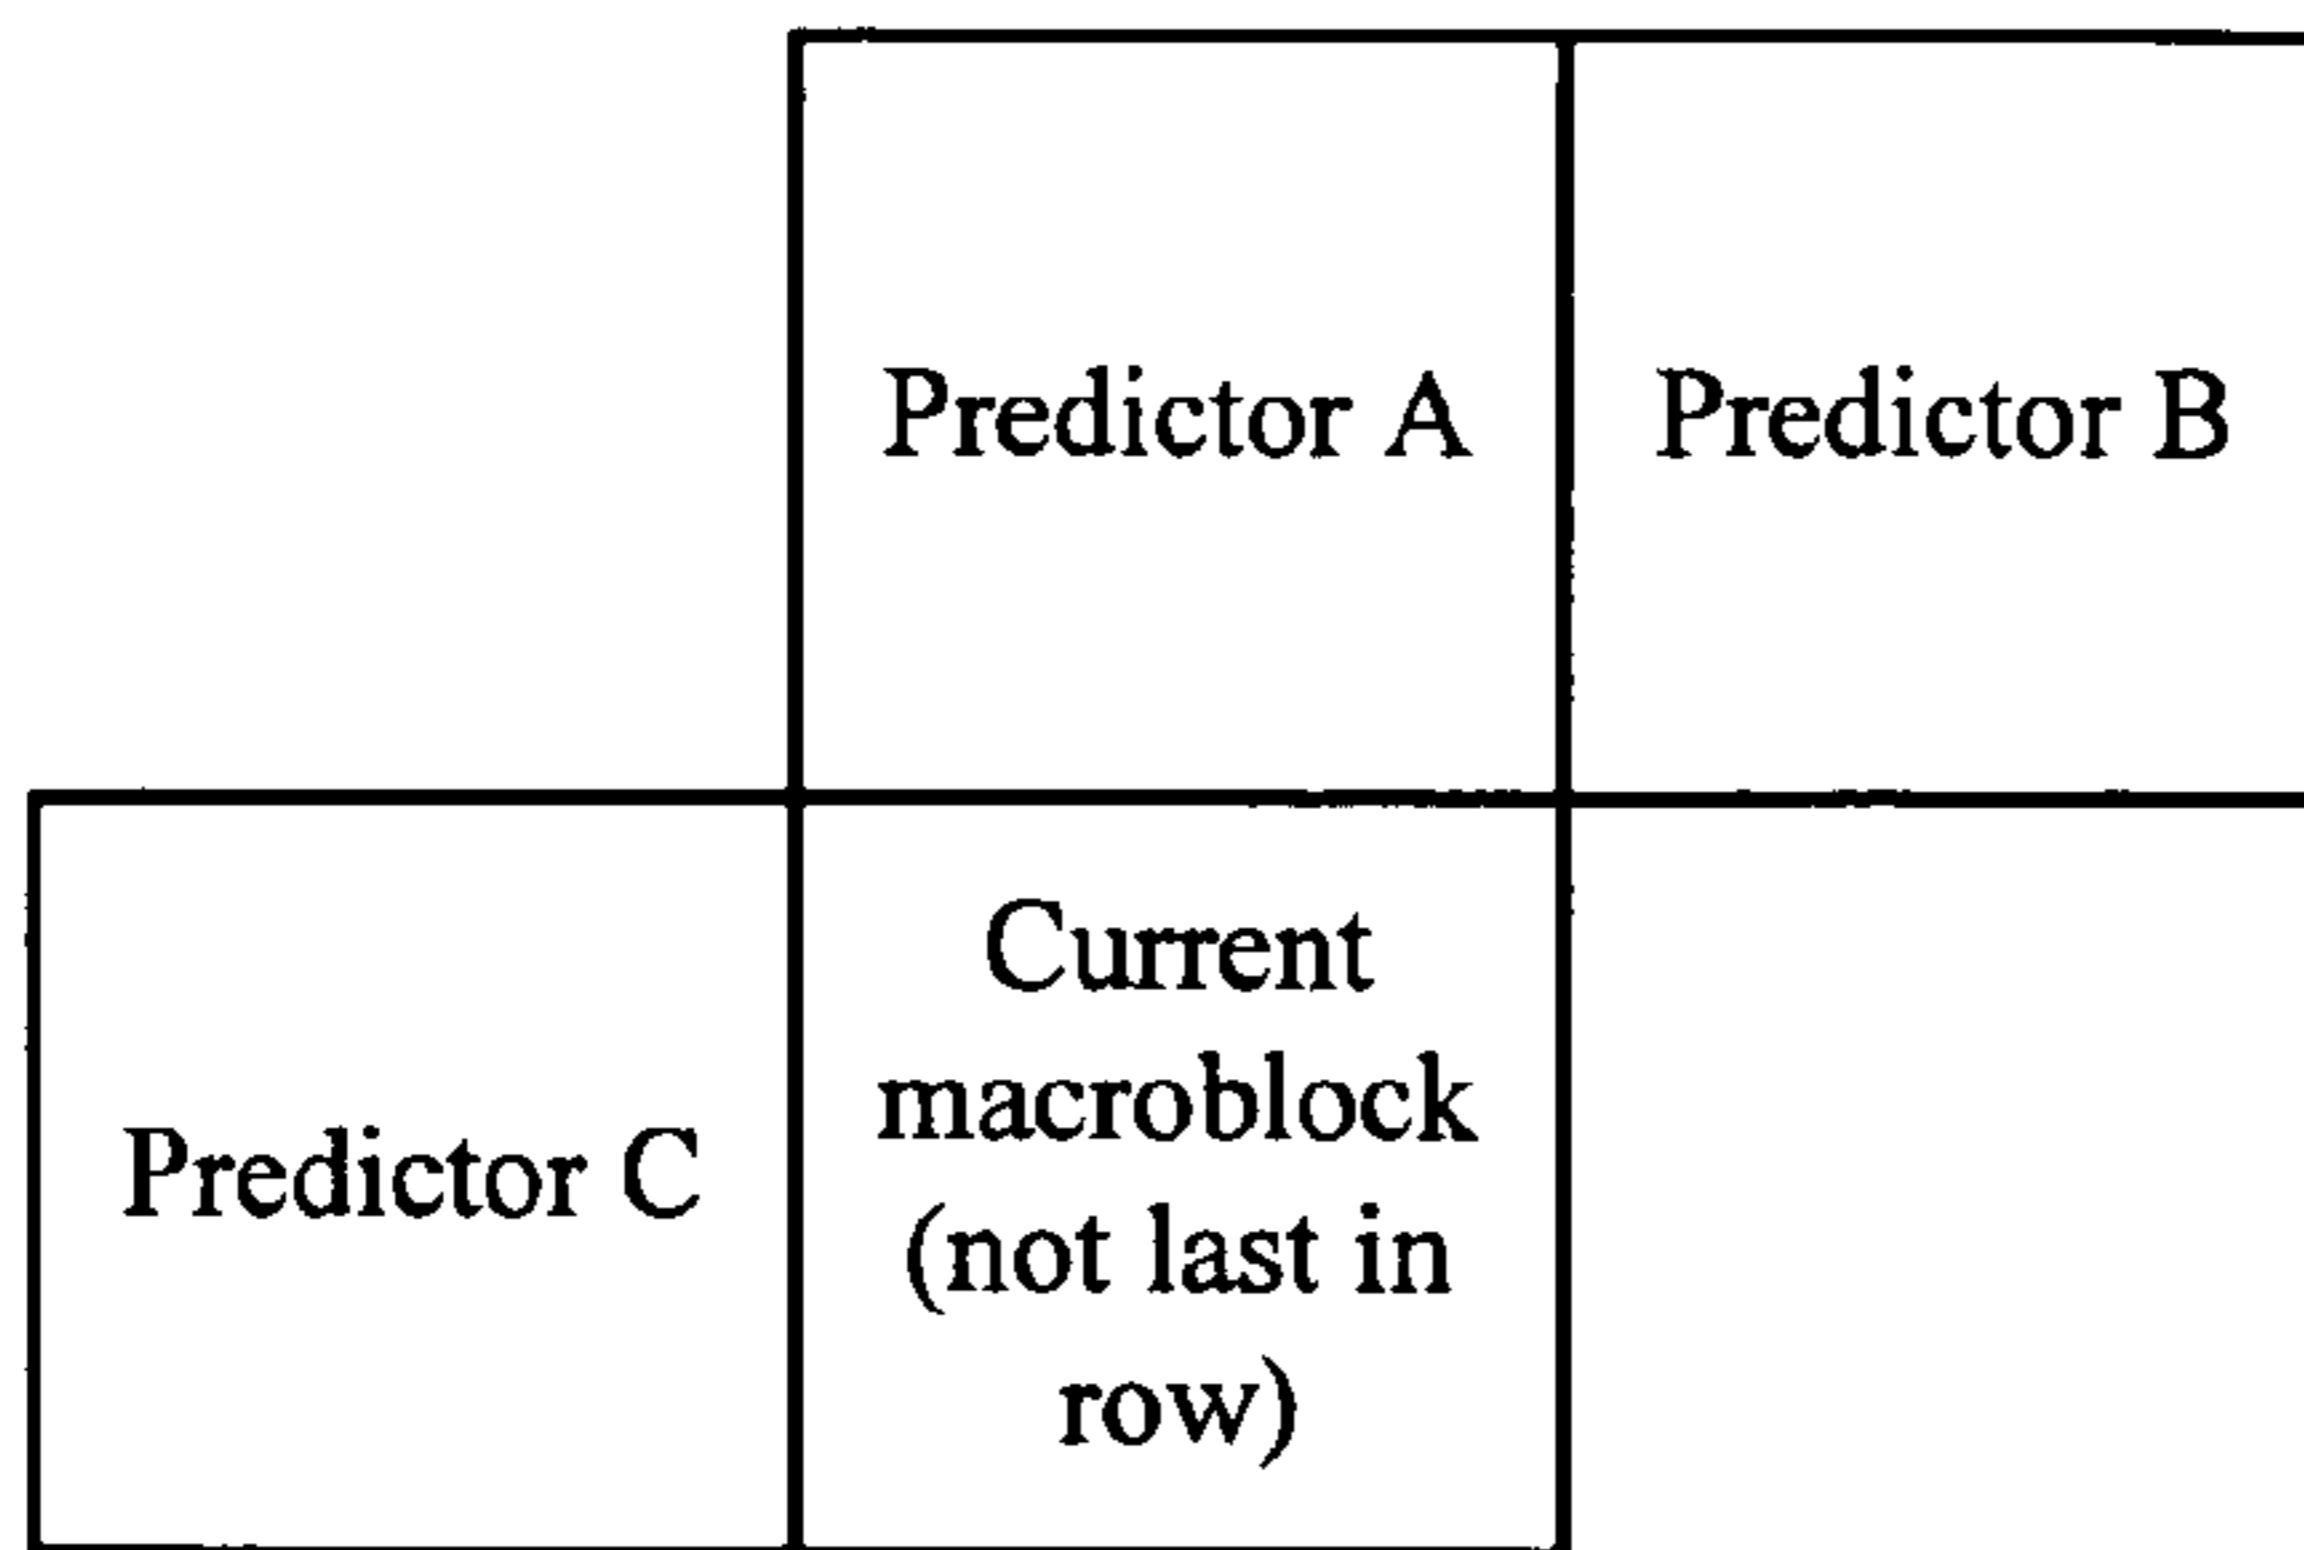 Predictor A
Predictor B
Predictor C
Current
macroblock
(not last in
row)